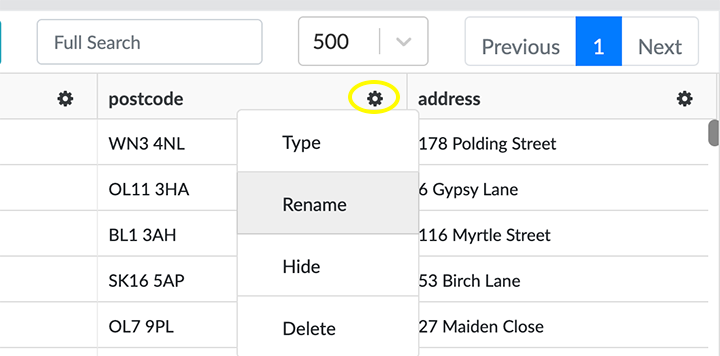 Full Search
500
Previous 1 Next
postcode address
WN3 4NL Type 178 Polding Street
OL11 3HA Rename 6 Gypsy Lane
BL1 3AH 116 Myrtle Street
SK16 5AP Hide 53 Birch Lane
OL7 9PL Delete 27 Maiden Close